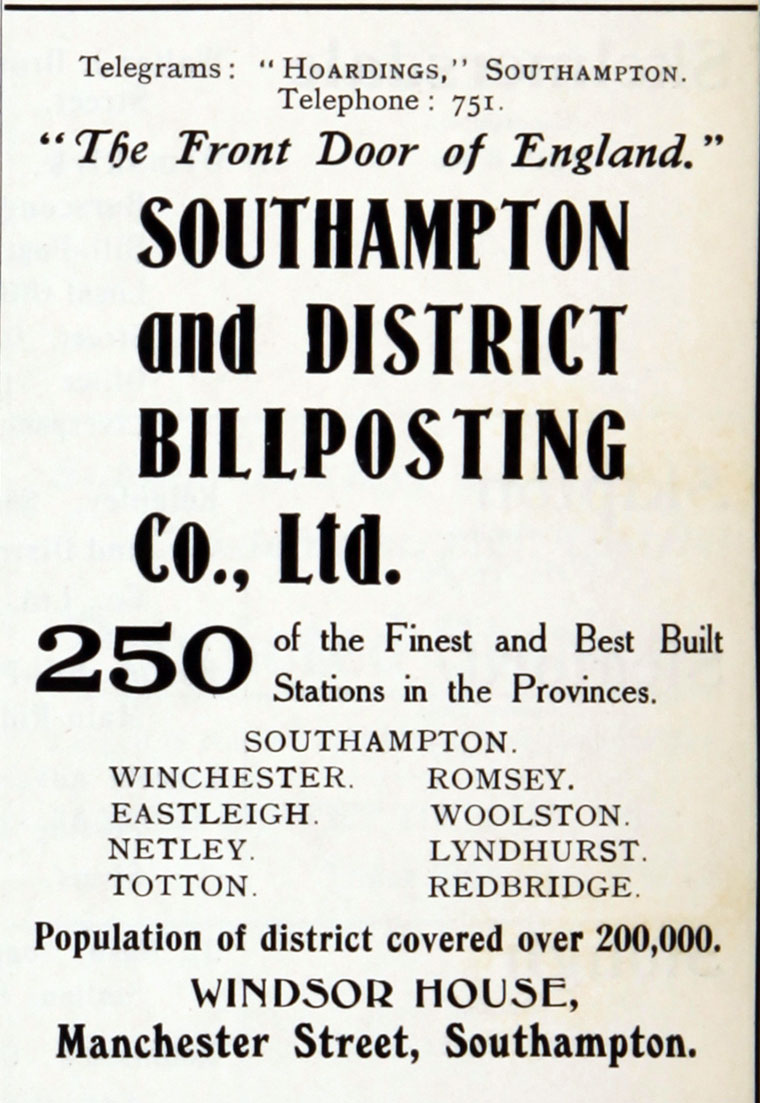 Telegrams: "HOARDINGS," SOUTHAMPTON.
Telephone: 751.
"The Front Door of England."
SOUTHAMPTON
and DISTRICT
BILLPOSTING
Co., Ltd.
250 of the Finest and Best Built
Stations in the Provinces.
SOUTHAMPTON.
WINCHESTER. ROMSEY.
EASTLEIGH. WOOLSTON.
NETLEY. LYNDHURST.
TOTTON. REDBRIDGE.
Population of district covered over 200,000.
WINDSOR HOUSE,
Manchester Street, Southampton.